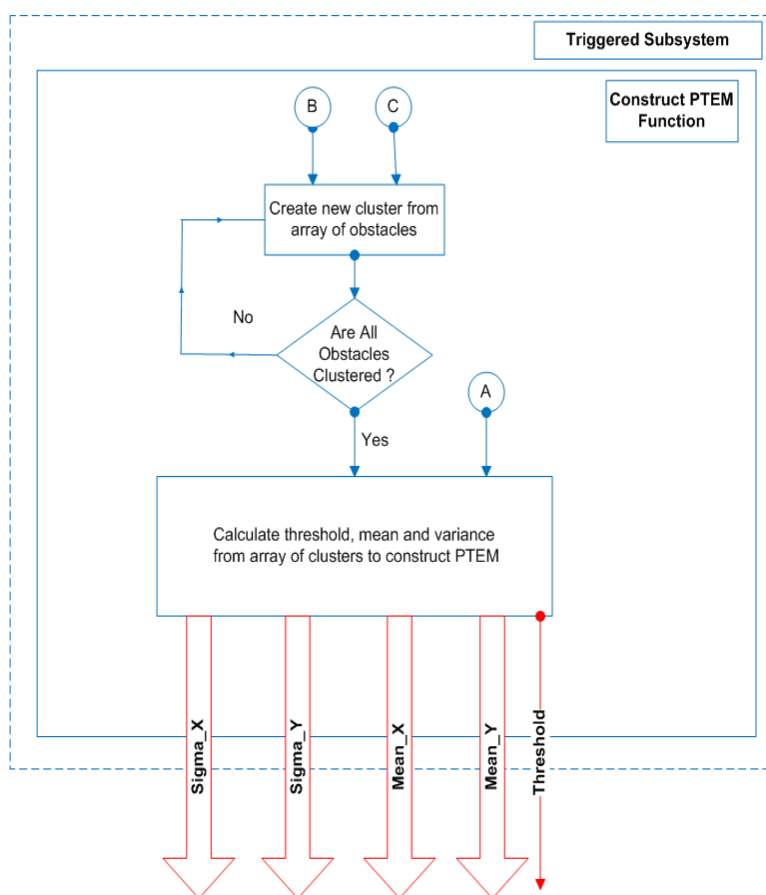 Triggered Subsystem
Construct PTEM
Function
B
C
Create new cluster from
array of obstacles
No
Are All
Obstacles
Clustered ?
A
Yes
Calculate threshold, mean and variance
from array of clusters to construct PTEM
Sigma_X
Sigma_Y
Mean_X
Mean_Y
Threshold